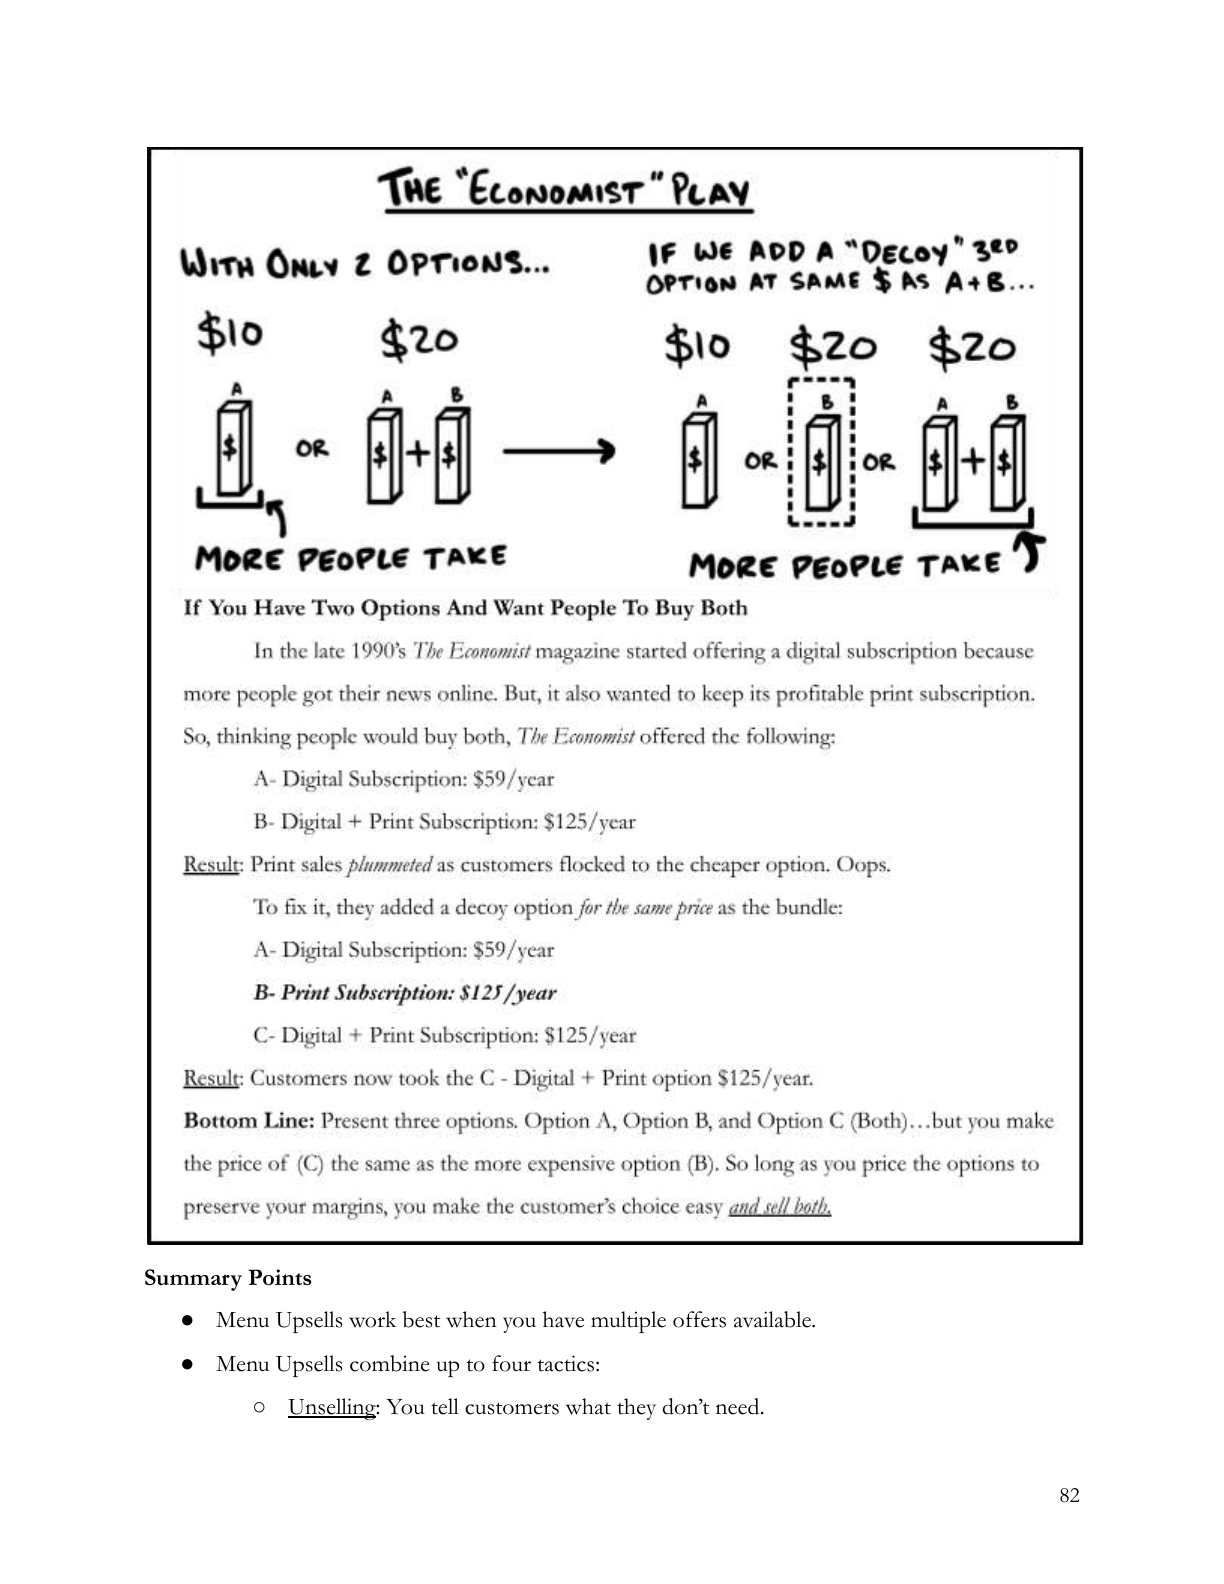 THE "ECONOMIST" PLAY
WITH ONLY 2 OPTIONS...
IF WE ADD A "DECOY" 3RD
OPTION AT SAME $ AS A+B...
$10 $20
$10 $20 $20
A A B
A B A B
$ OR $ + $
$ OR $ OR $ + $
MORE PEOPLE TAKE
MORE PEOPLE TAKE
If You Have Two Options And Want People To Buy Both
In the late 1990's The Economist magazine started offering a digital subscription because
more people got their news online. But, it also wanted to keep its profitable print subscription.
So, thinking people would buy both, The Economist offered the following:
A- Digital Subscription: $59/year
B- Digital + Print Subscription: $125/year
Result: Print sales plummeted as customers flocked to the cheaper option. Oops.
To fix it, they added a decoy option for the same price as the bundle:
A- Digital Subscription: $59/year
B- Print Subscription: $125/year
C- Digital + Print Subscription: $125/year
Result: Customers now took the C - Digital + Print option $125/year.
Bottom Line: Present three options. Option A, Option B, and Option C (Both)…but you make
the price of (C) the same as the more expensive option (B). So long as you price the options to
preserve your margins, you make the customer's choice easy and sell both.
Summary Points
● Menu Upsells work best when you have multiple offers available.
● Menu Upsells combine up to four tactics:
○ Unselling: You tell customers what they don't need.
82